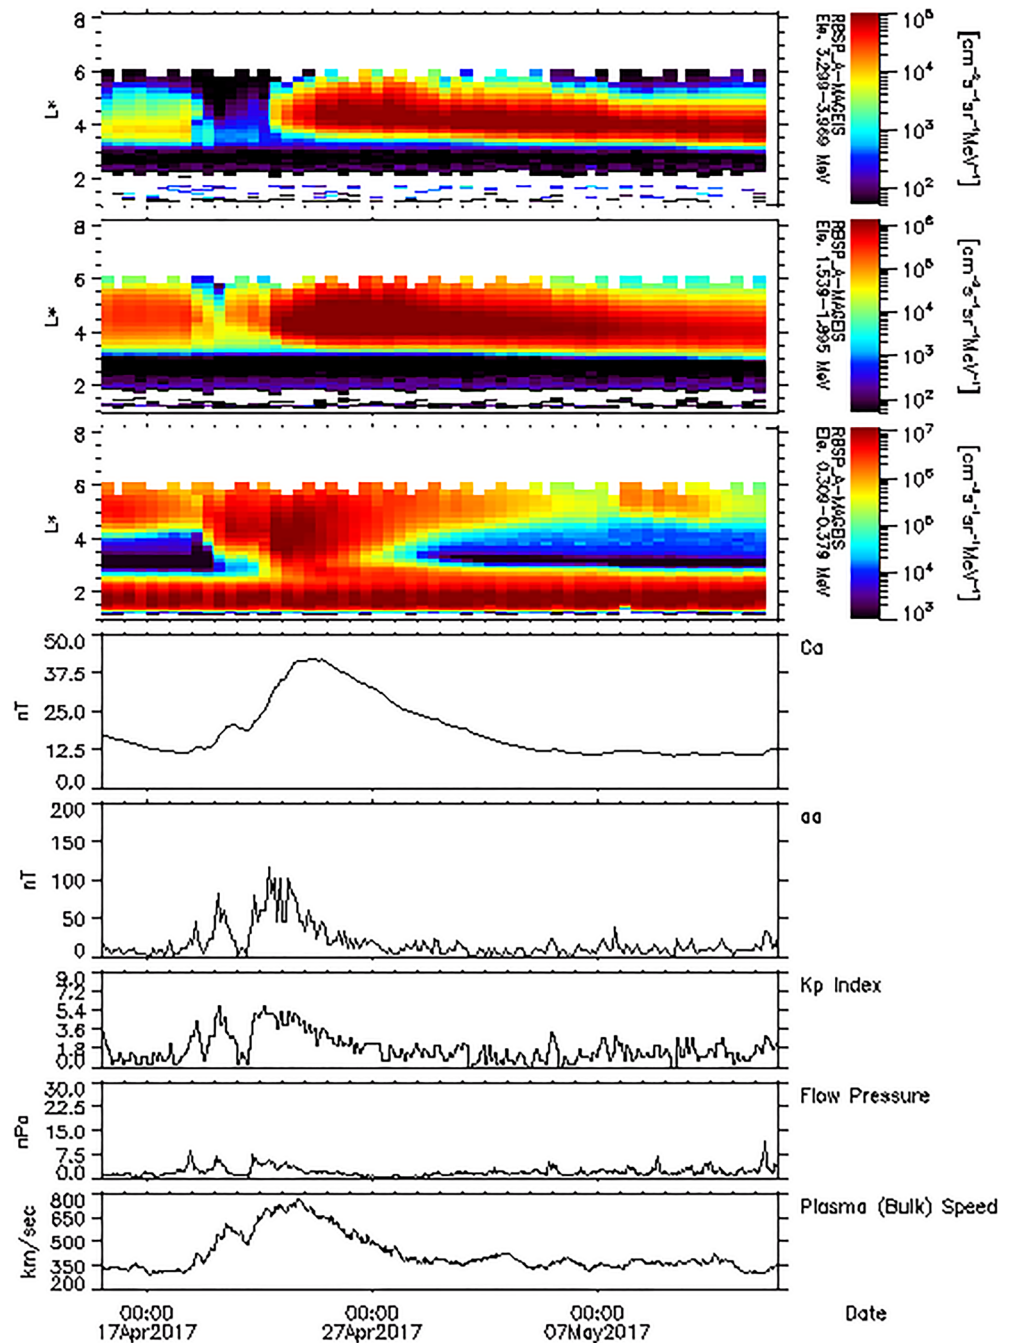 8
6
4
2
L*
RBSP_A-MAGEIS
Ele. 3.298-3.969 MeV
10⁵
10⁴
10³
10²
[cm⁻²s⁻¹sr⁻¹MeV⁻¹]
8
6
4
2
L*
RBSP_A-MAGEIS
Ele. 1.539-1.895 MeV
10⁶
10⁵
10⁴
10³
10²
[cm⁻²s⁻¹sr⁻¹MeV⁻¹]
8
6
4
2
L*
RBSP_A-MAGEIS
Ele. 0.309-0.379 MeV
10⁷
10⁶
10⁵
10⁴
10³
[cm⁻²s⁻¹sr⁻¹MeV⁻¹]
50.0
37.5
25.0
12.5
0.0
nT
Ca
200
150
100
50
0
nT
aa
9.0
7.2
5.4
3.6
1.8
0.0
Kp Index
30.0
22.5
15.0
7.5
0.0
nPa
Flow Pressure
800
650
500
350
200
km/sec
Plasma (Bulk) Speed
00:00 00:00 00:00 Date
17Apr2017 27Apr2017 07May2017